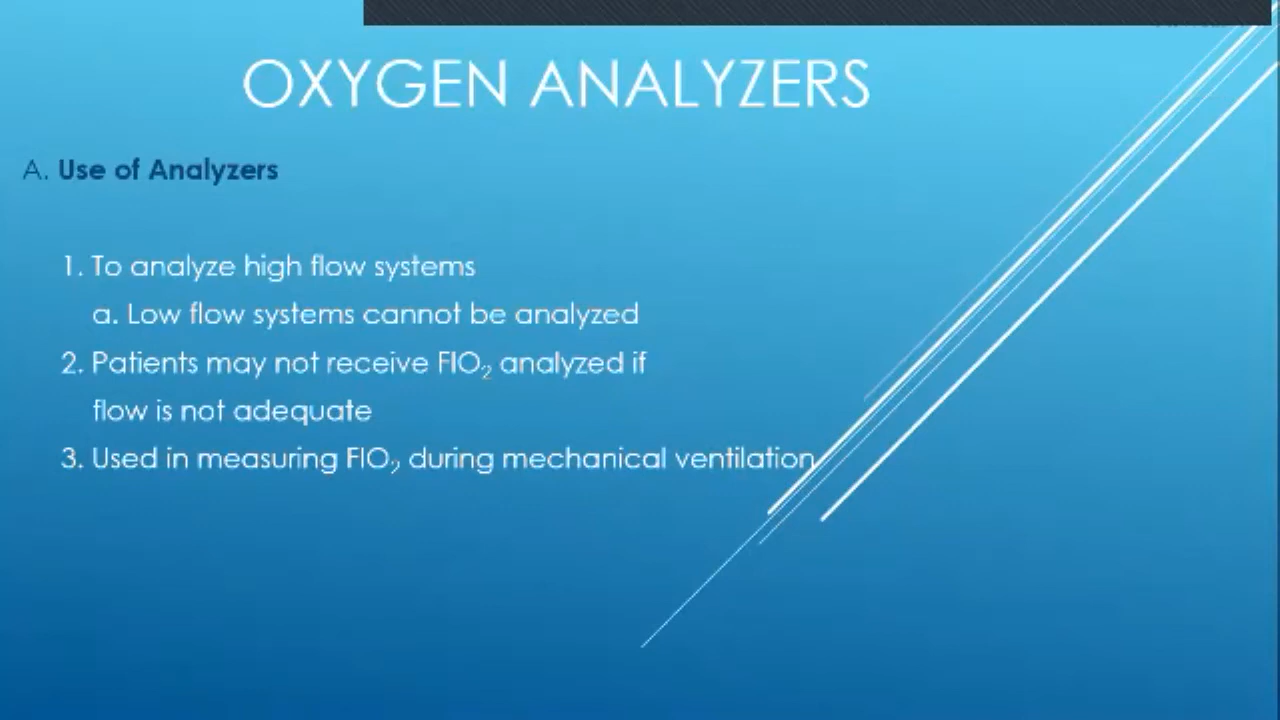 OXYGEN ANALYZERS
A. Use of Analyzers
1. To analyze high flow systems
a. Low flow systems cannot be analyzed
2. Patients may not receive FIO₂ analyzed if
flow is not adequate
3. Used in measuring FIO₂ during mechanical ventilation